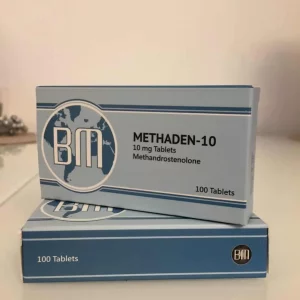 BM
METHADEN-10
10 mg Tablets
Methandrostenolone
100 Tablets
100 Tablets
BM